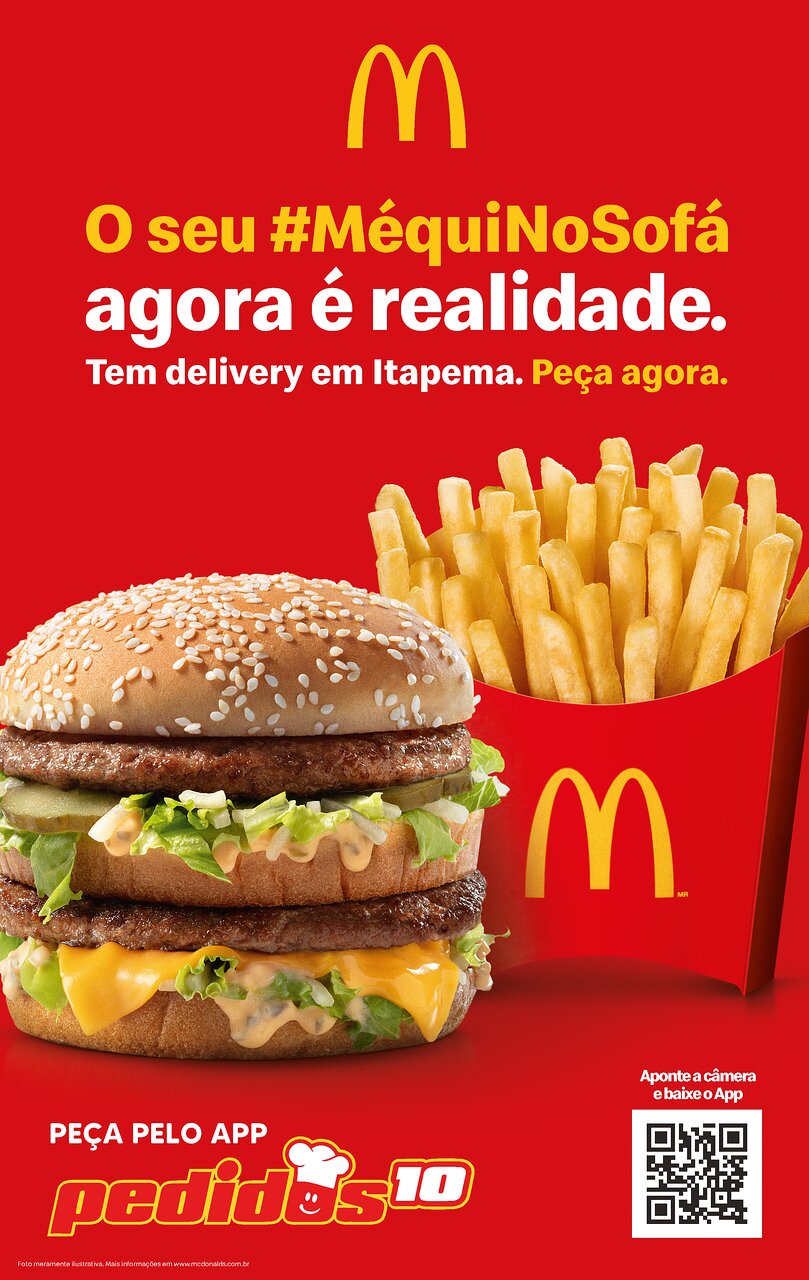 O seu #MéquiNoSofá
agora é realidade.
Tem delivery em Itapema. Peça agora.
MR
Aponte a câmera
e baixe o App
PEÇA PELO APP
pedidos10
Foto meramente ilustrativa. Mais informações em www.mcdonalds.com.br